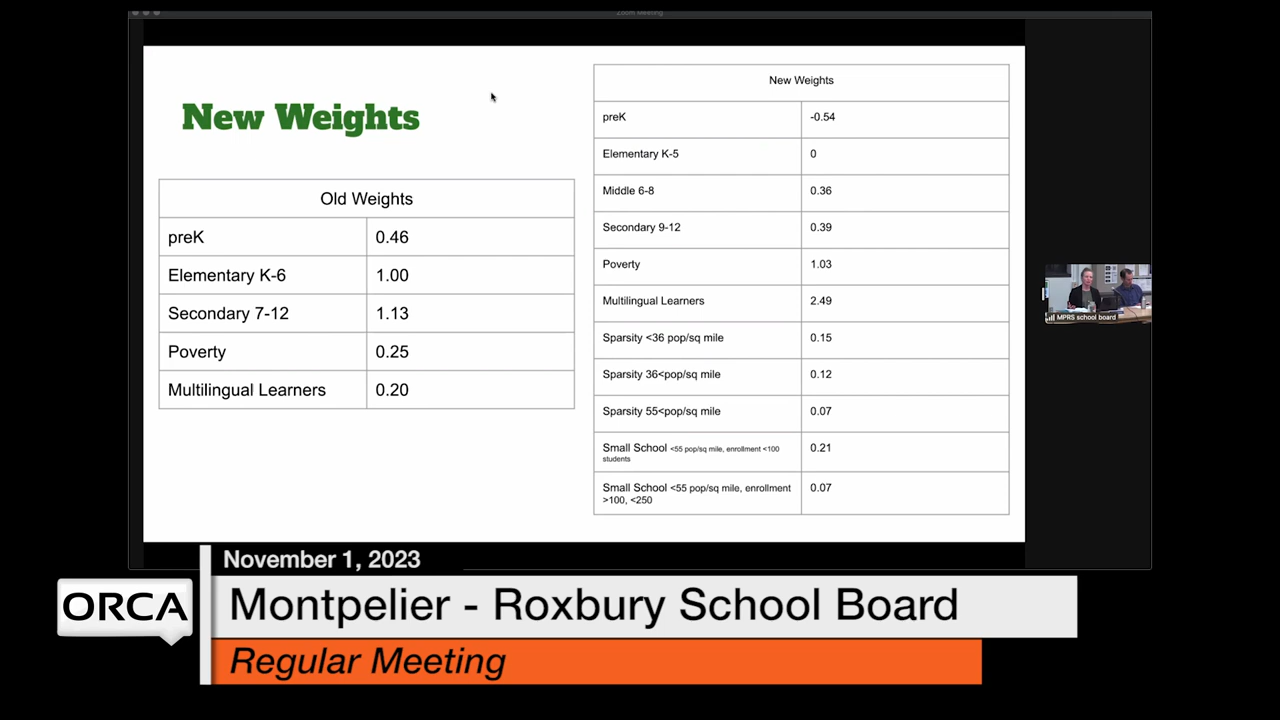 Zoom Meeting
New Weights
Old Weights
preK 0.46
Elementary K-6 1.00
Secondary 7-12 1.13
Poverty 0.25
Multilingual Learners 0.20
New Weights
preK -0.54
Elementary K-5 0
Middle 6-8 0.36
Secondary 9-12 0.39
Poverty 1.03
Multilingual Learners 2.49
Sparsity <36 pop/sq mile 0.15
Sparsity 36<pop/sq mile 0.12
Sparsity 55<pop/sq mile 0.07
Small School <55 pop/sq mile, enrollment <100 0.21
students
Small School <55 pop/sq mile, enrollment 0.07
>100, <250
MPRS school board
November 1, 2023
ORCA
Montpelier - Roxbury School Board
Regular Meeting